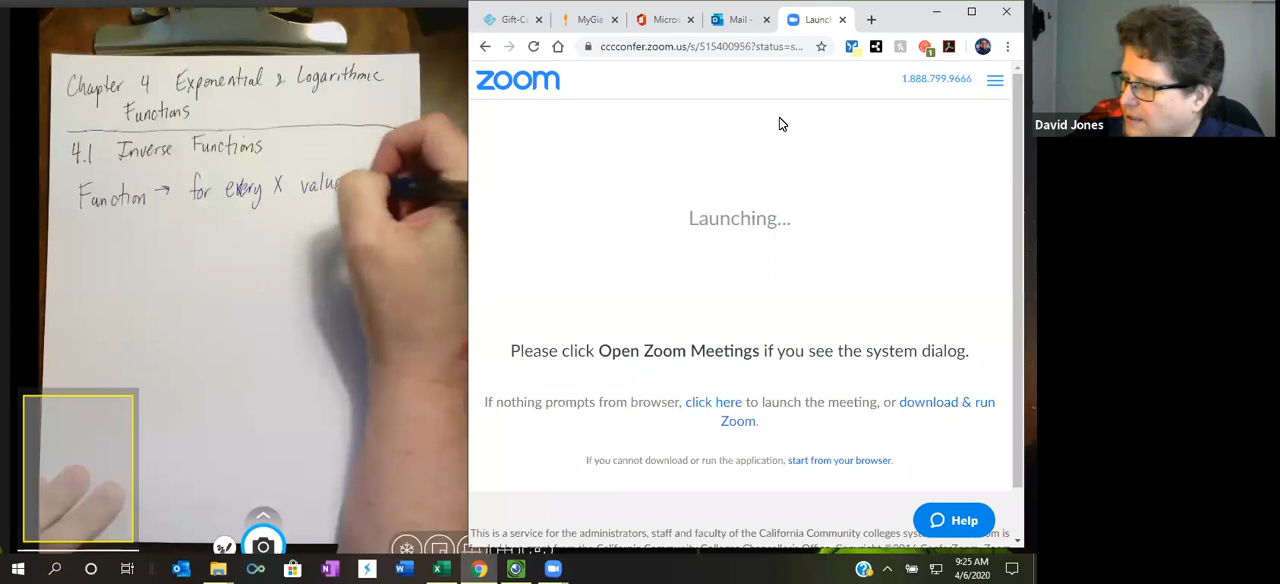 Chapter 4 Exponential & Logarithmic
Functions
4.1 Inverse Functions
Function → for every X value
Gift-C
MyGia
Micros
Mail -
Launch
cccconfer.zoom.us/s/515400956?status=s...
zoom
1.888.799.9666
Launching...
Please click Open Zoom Meetings if you see the system dialog.
If nothing prompts from browser, click here to launch the meeting, or download & run
Zoom.
If you cannot download or run the application, start from your browser.
Help
This is a service for the administrators, staff and faculty of the California Community colleges
David Jones
9:25 AM
4/6/2020